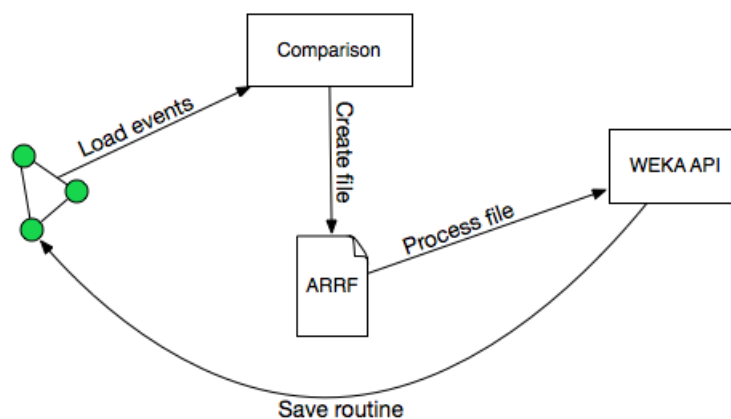 Comparison
Load events
Create file
WEKA API
Process file
ARRF
Save routine